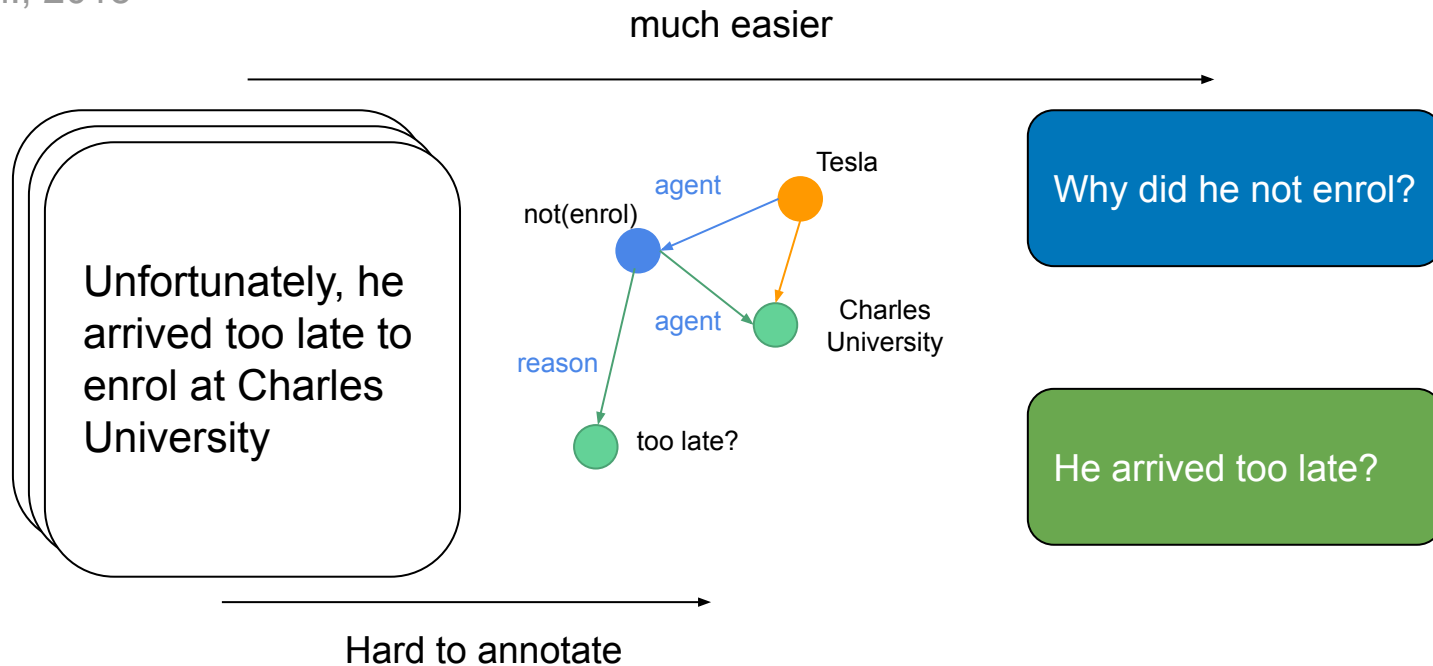 2018
much easier
Unfortunately, he
arrived too late to
enrol at Charles
University
Tesla
agent
not(enrol)
Charles
University
agent
reason
too late?
Why did he not enrol?
He arrived too late?
Hard to annotate